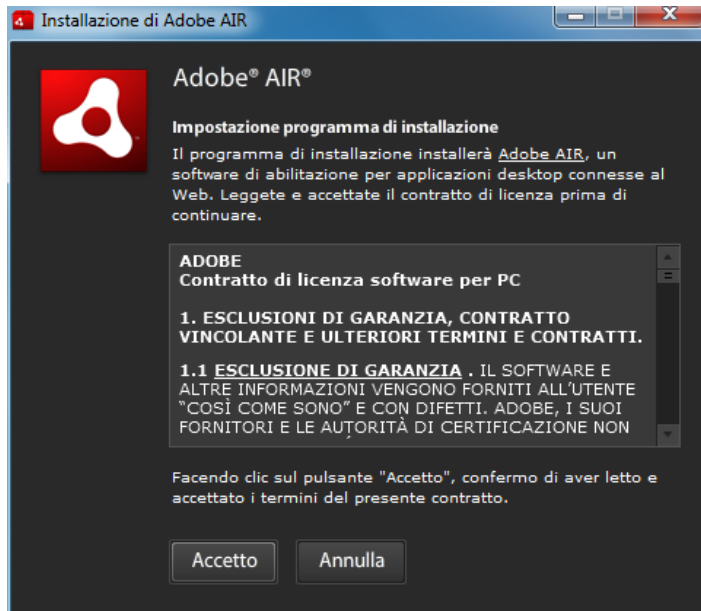 Installazione di Adobe AIR
Adobe® AIR®
Impostazione programma di installazione
Il programma di installazione installerà Adobe AIR, un
software di abilitazione per applicazioni desktop connesse al
Web. Leggete e accettate il contratto di licenza prima di
continuare.
ADOBE
Contratto di licenza software per PC
1. ESCLUSIONI DI GARANZIA, CONTRATTO
VINCOLANTE E ULTERIORI TERMINI E CONTRATTI.
1.1 ESCLUSIONE DI GARANZIA . IL SOFTWARE E
ALTRE INFORMAZIONI VENGONO FORNITI ALL'UTENTE
“COSÌ COME SONO” E CON DIFETTI. ADOBE, I SUOI
FORNITORI E LE AUTORITÀ DI CERTIFICAZIONE NON
Facendo clic sul pulsante "Accetto", confermo di aver letto e
accettato i termini del presente contratto.
Accetto
Annulla